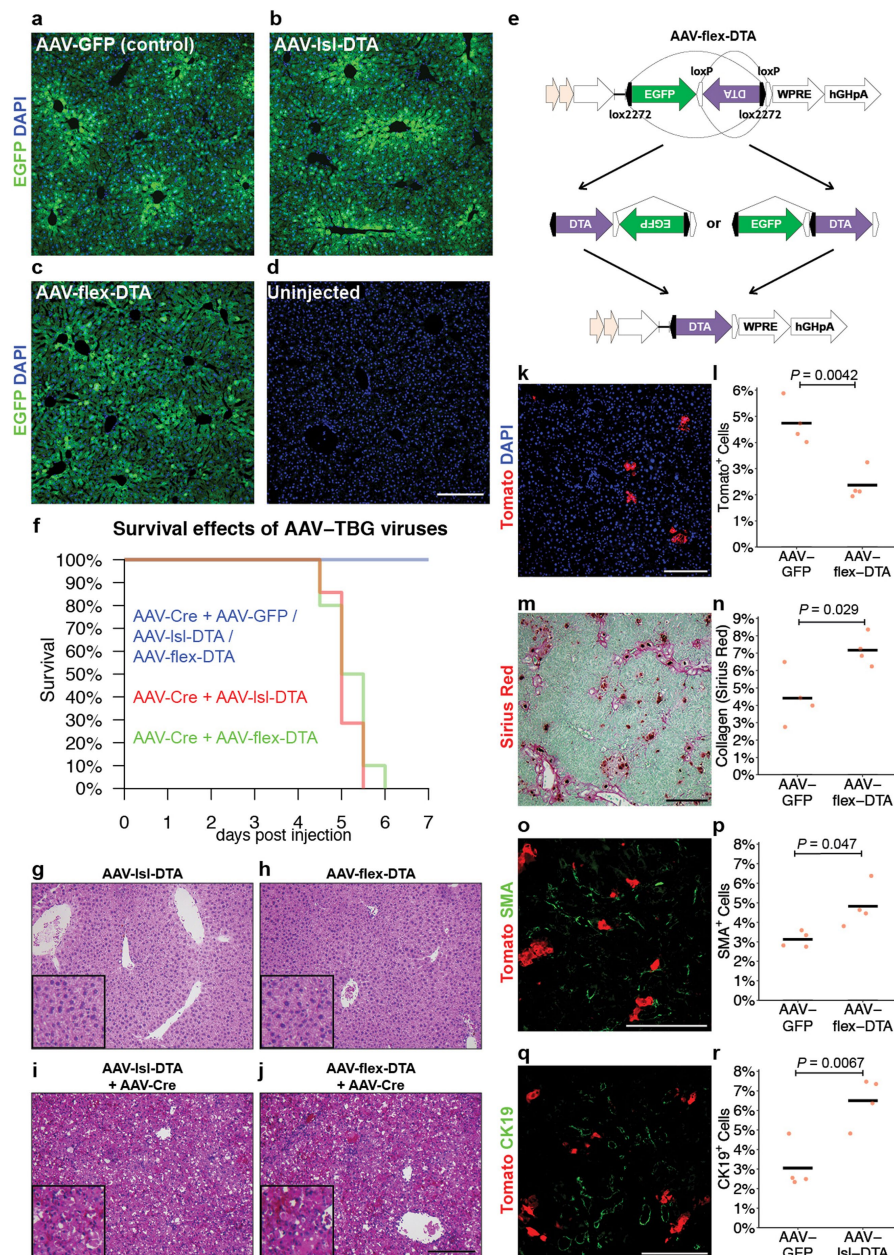 a
AAV-GFP (control)
b
AAV-lsl-DTA
EGFP DAPI
c
AAV-flex-DTA
d
Uninjected
EGFP DAPI
e
AAV-flex-DTA
loxP
loxP
EGFP
DTA
WPRE
hGHpA
lox2272
lox2272
DTA
EGFP
or
EGFP
DTA
DTA
WPRE
hGHpA
f
Survival effects of AAV–TBG viruses
100%
90%
80%
70%
60%
50%
40%
30%
20%
10%
0%
Survival
AAV-Cre + AAV-GFP /
AAV-lsl-DTA /
AAV-flex-DTA
AAV-Cre + AAV-lsl-DTA
AAV-Cre + AAV-flex-DTA
0 1 2 3 4 5 6 7
days post injection
g
AAV-lsl-DTA
h
AAV-flex-DTA
i
AAV-lsl-DTA
+ AAV-Cre
j
AAV-flex-DTA
+ AAV-Cre
k
Tomato DAPI
l
P = 0.0042
6%
5%
4%
3%
2%
1%
0%
Tomato+ Cells
AAV–
GFP
AAV–
flex–DTA
m
Sirius Red
n
P = 0.029
9%
8%
7%
6%
5%
4%
3%
2%
1%
0%
Collagen (Sirius Red)
AAV–
GFP
AAV–
flex–DTA
o
Tomato SMA
p
P = 0.047
8%
7%
6%
5%
4%
3%
2%
1%
0%
SMA+ Cells
AAV–
GFP
AAV–
flex–DTA
q
Tomato CK19
r
P = 0.0067
8%
7%
6%
5%
4%
3%
2%
1%
0%
CK19+ Cells
AAV–
GFP
AAV–
lsl–DTA